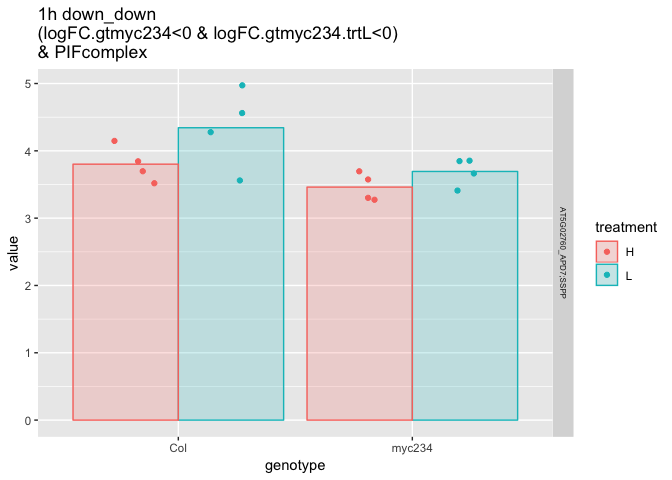 1h down_down
(logFC.gtmyc234<0 & logFC.gtmyc234.trtL<0)
& PIFcomplex
5
4
3
2
1
0
value
Col
myc234
genotype
AT5G02760_APD7;SSPP
treatment
H
L